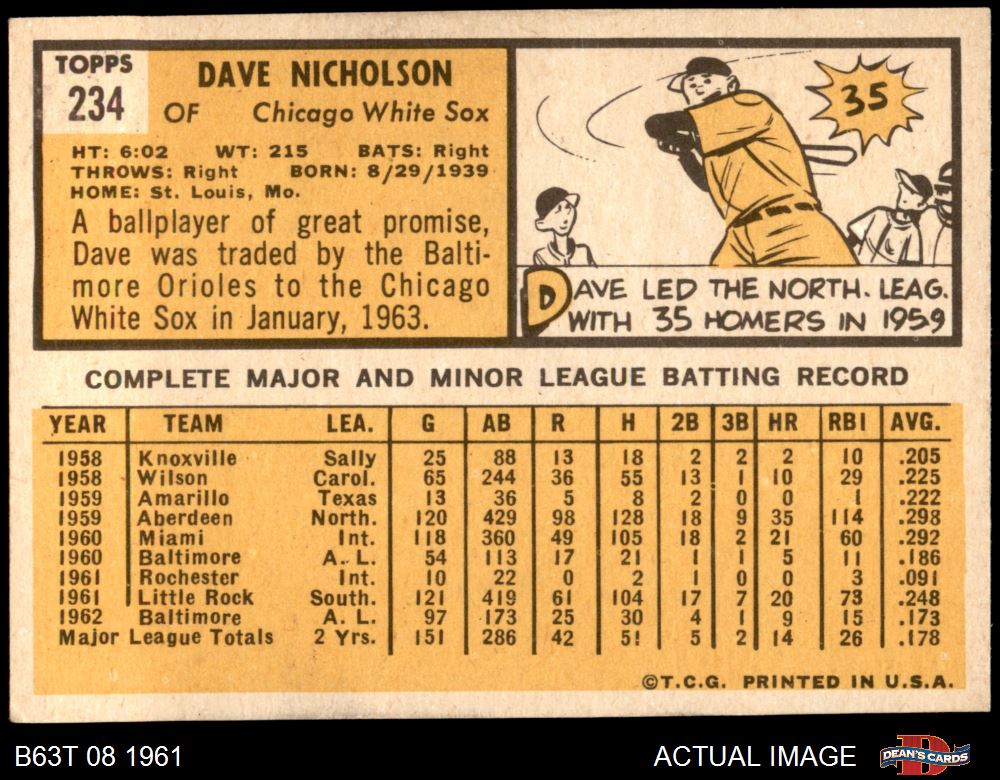 TOPPS
234
DAVE NICHOLSON
OF Chicago White Sox
HT: 6:02 WT: 215 BATS: Right
THROWS: Right BORN: 8/29/1939
HOME: St. Louis, Mo.
A ballplayer of great promise,
Dave was traded by the Balti-
more Orioles to the Chicago
White Sox in January, 1963.
35
DAVE LED THE NORTH. LEAG.
WITH 35 HOMERS IN 1959
COMPLETE MAJOR AND MINOR LEAGUE BATTING RECORD
YEAR TEAM LEA. G AB R H 2B 3B HR RBI AVG.
1958 Knoxville Sally 25 88 13 18 2 2 2 10 .205
1958 Wilson Carol. 65 244 36 55 13 1 10 29 .225
1959 Amarillo Texas 13 36 5 8 2 0 0 1 .222
1959 Aberdeen North. 120 429 98 128 18 9 35 114 .298
1960 Miami Int. 118 360 49 105 18 2 21 60 .292
1960 Baltimore A. L. 54 113 17 21 1 1 5 11 .186
1961 Rochester Int. 10 22 0 2 1 0 0 3 .091
1961 Little Rock South. 121 419 61 104 17 7 20 73 .248
1962 Baltimore A. L. 97 173 25 30 4 1 9 15 .173
Major League Totals 2 Yrs. 151 286 42 51 5 2 14 26 .178
©T.C.G. PRINTED IN U.S.A.
B63T 08 1961
ACTUAL IMAGE
DEAN'S CARDS